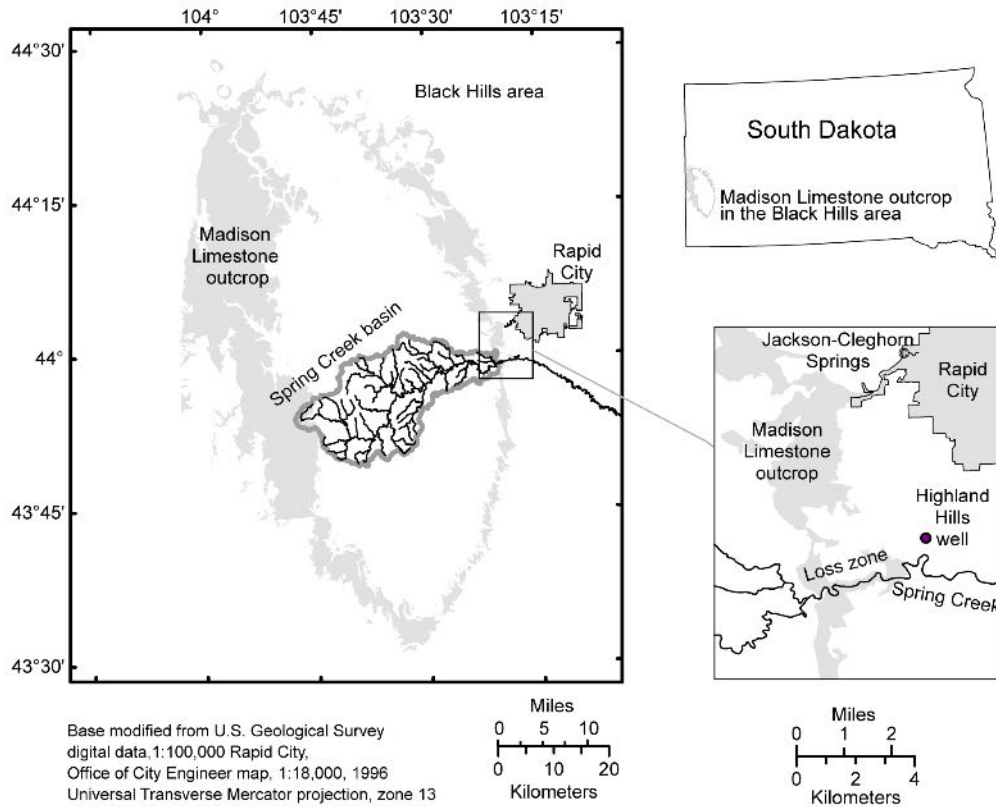 104° 103°45' 103°30' 103°15'
44°30'
Black Hills area
44°15'
Madison
Limestone
outcrop
Rapid
City
44°
Spring Creek basin
43°45'
43°30'
South Dakota
Madison Limestone outcrop
in the Black Hills area
Jackson-Cleghorn
Springs
Rapid
City
Madison
Limestone
outcrop
Highland
Hills
well
Loss zone
Spring Creek
Base modified from U.S. Geological Survey
digital data,1:100,000 Rapid City,
Office of City Engineer map, 1:18,000, 1996
Universal Transverse Mercator projection, zone 13
Miles
0 5 10
0 10 20
Kilometers
Miles
0 1 2
0 2 4
Kilometers